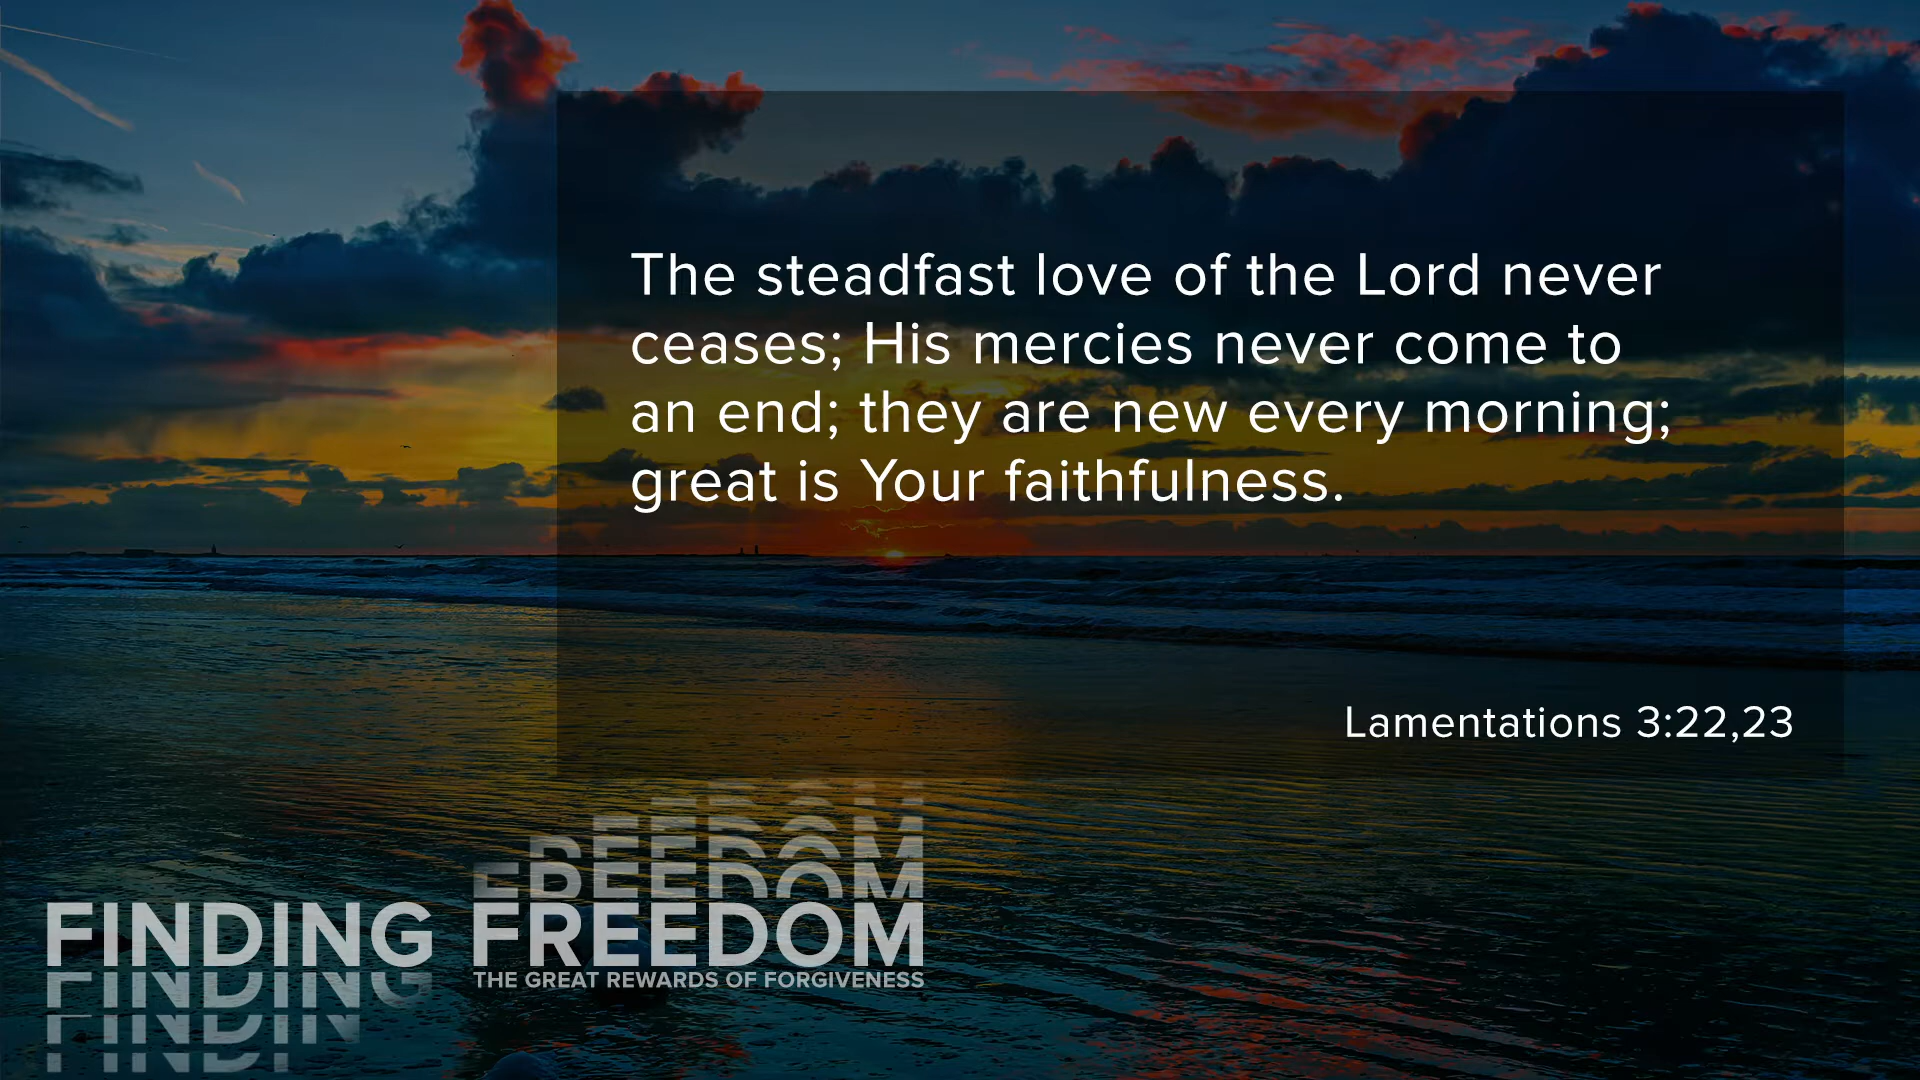 The steadfast love of the Lord never
ceases; His mercies never come to
an end; they are new every morning;
great is Your faithfulness.
Lamentations 3:22,23
FINDING FREEDOM
THE GREAT REWARDS OF FORGIVENESS